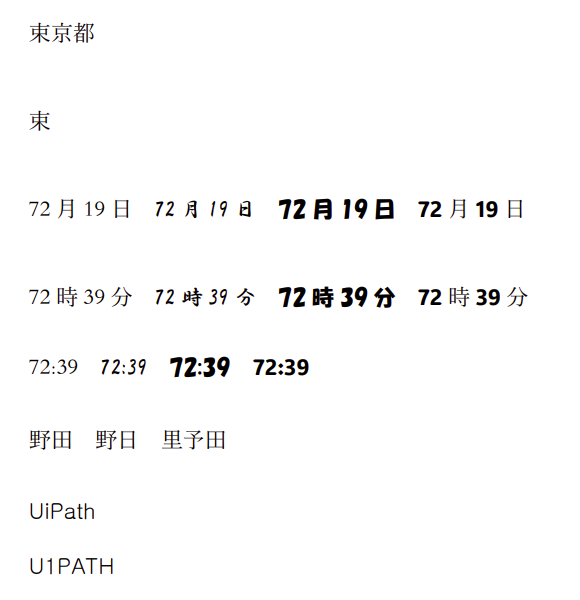 東京都
東
72 月 19 日 72 月 19 日 72 月 19 日 72 月 19 日
72 時 39 分 72 時 39 分 72 時 39 分 72 時 39 分
72:39 72:39 72:39 72:39
野田 野日 里予田
UiPath
U1PATH